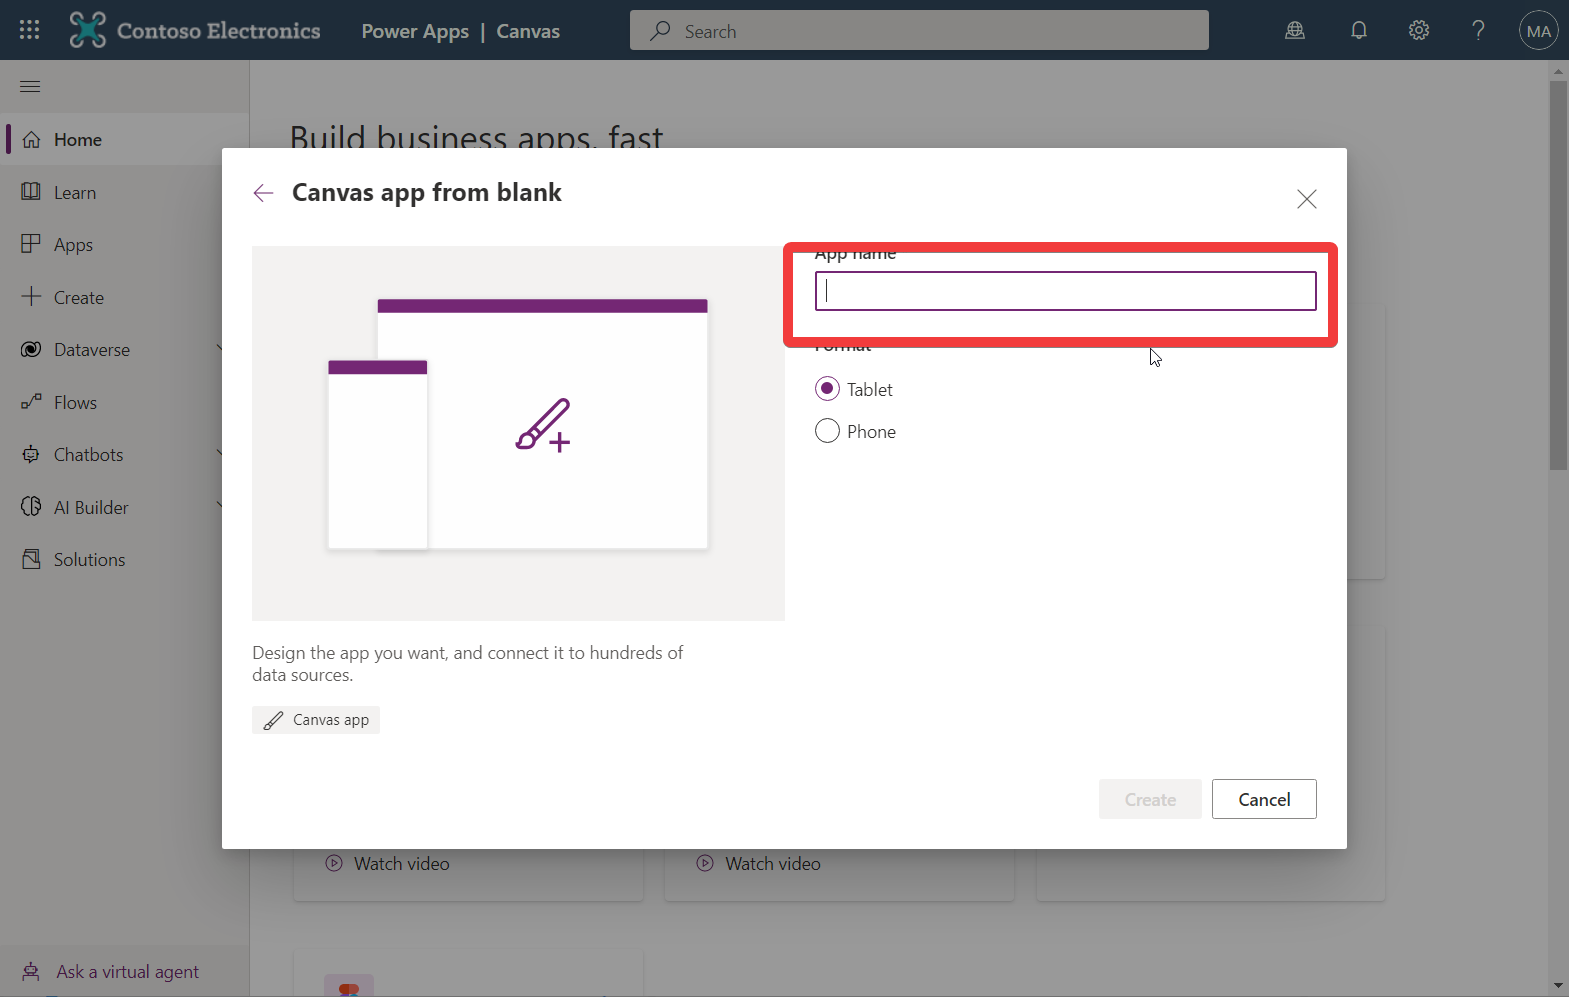 Contoso Electronics
Power Apps | Canvas
Search
MA
Home
Learn
Apps
Create
Dataverse
Flows
Chatbots
AI Builder
Solutions
Ask a virtual agent
Build business apps, fast
Canvas app from blank
App name
Format
Tablet
Phone
Design the app you want, and connect it to hundreds of
data sources.
Canvas app
Create
Cancel
Watch video
Watch video